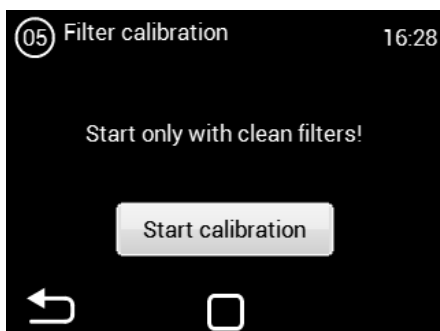 05 Filter calibration 16:28
Start only with clean filters!
Start calibration